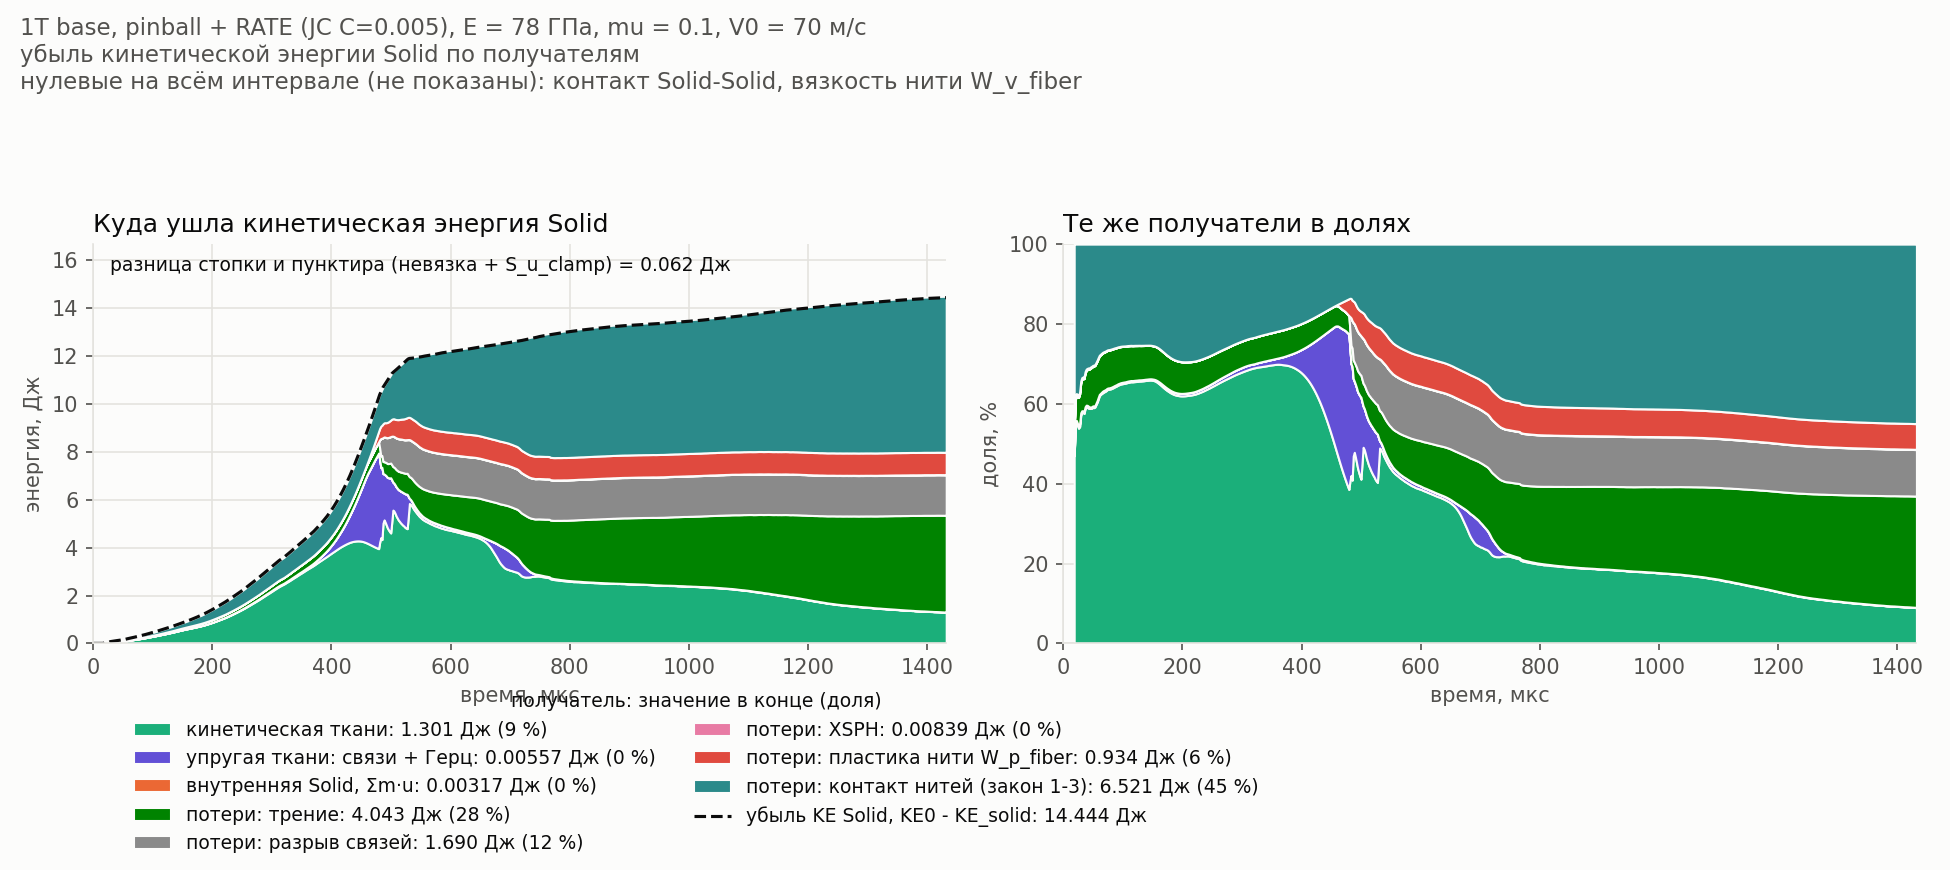 1T base, pinball + RATE (JC C=0.005), E = 78 ГПа, mu = 0.1, V0 = 70 м/с
убыль кинетической энергии Solid по получателям
нулевые на всём интервале (не показаны): контакт Solid-Solid, вязкость нити W_v_fiber
Куда ушла кинетическая энергия Solid
разница стопки и пунктира (невязка + S_u_clamp) = 0.062 Дж
энергия, Дж
16
14
12
10
8
6
4
2
0
0 200 400 600 800 1000 1200 1400
время, мкс
Те же получатели в долях
доля, %
100
80
60
40
20
0
0 200 400 600 800 1000 1200 1400
время, мкс
получатель: значение в конце (доля)
кинетическая ткани: 1.301 Дж (9 %)
упругая ткани: связи + Герц: 0.00557 Дж (0 %)
внутренняя Solid, Σm·u: 0.00317 Дж (0 %)
потери: трение: 4.043 Дж (28 %)
потери: разрыв связей: 1.690 Дж (12 %)
потери: XSPH: 0.00839 Дж (0 %)
потери: пластика нити W_p_fiber: 0.934 Дж (6 %)
потери: контакт нитей (закон 1-3): 6.521 Дж (45 %)
убыль KE Solid, KE0 - KE_solid: 14.444 Дж